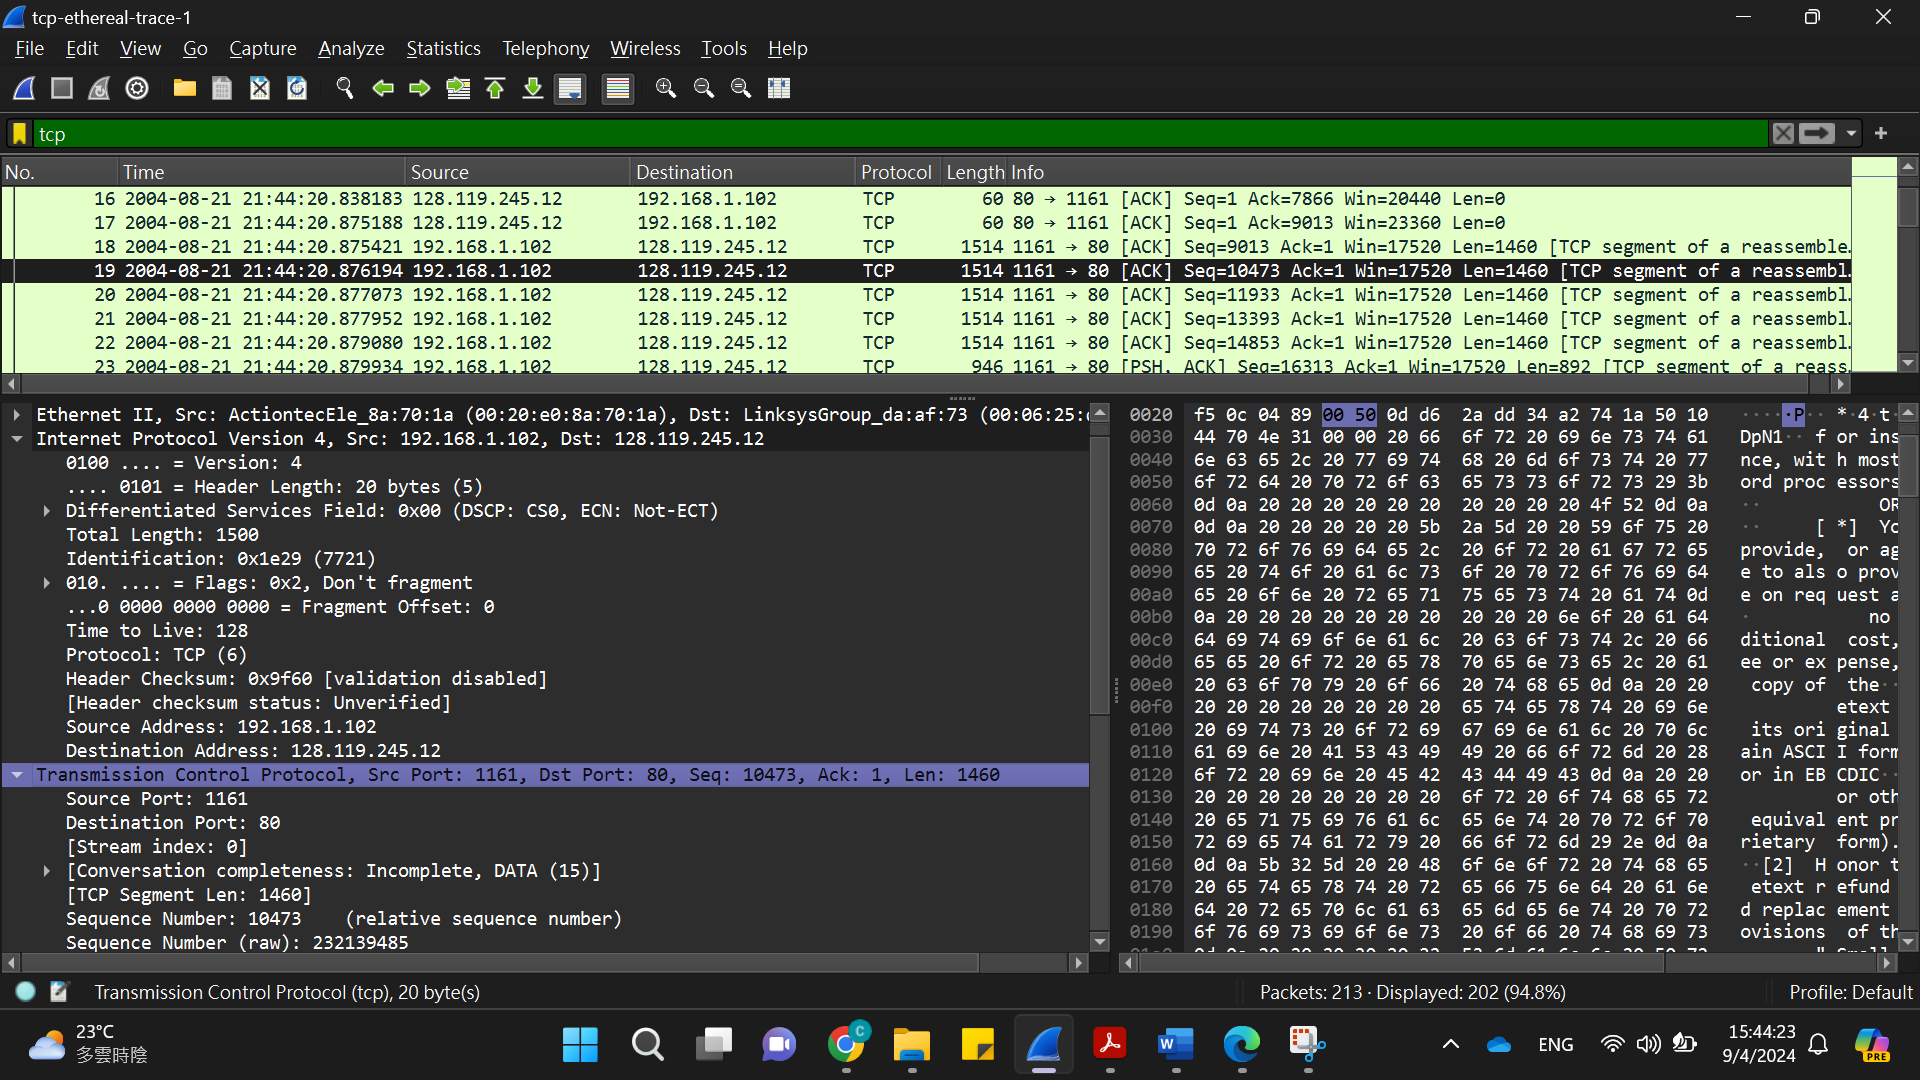 tcp-ethereal-trace-1
File Edit View Go Capture Analyze Statistics Telephony Wireless Tools Help
tcp
No. Time Source Destination Protocol Length Info
16 2004-08-21 21:44:20.838183 128.119.245.12 192.168.1.102 TCP 60 80 → 1161 [ACK] Seq=1 Ack=7866 Win=20440 Len=0
17 2004-08-21 21:44:20.875188 128.119.245.12 192.168.1.102 TCP 60 80 → 1161 [ACK] Seq=1 Ack=9013 Win=23360 Len=0
18 2004-08-21 21:44:20.875421 192.168.1.102 128.119.245.12 TCP 1514 1161 → 80 [ACK] Seq=9013 Ack=1 Win=17520 Len=1460 [TCP segment of a reassemble…
19 2004-08-21 21:44:20.876194 192.168.1.102 128.119.245.12 TCP 1514 1161 → 80 [ACK] Seq=10473 Ack=1 Win=17520 Len=1460 [TCP segment of a reassembl…
20 2004-08-21 21:44:20.877073 192.168.1.102 128.119.245.12 TCP 1514 1161 → 80 [ACK] Seq=11933 Ack=1 Win=17520 Len=1460 [TCP segment of a reassembl…
21 2004-08-21 21:44:20.877952 192.168.1.102 128.119.245.12 TCP 1514 1161 → 80 [ACK] Seq=13393 Ack=1 Win=17520 Len=1460 [TCP segment of a reassembl…
22 2004-08-21 21:44:20.879080 192.168.1.102 128.119.245.12 TCP 1514 1161 → 80 [ACK] Seq=14853 Ack=1 Win=17520 Len=1460 [TCP segment of a reassembl…
23 2004-08-21 21:44:20.879934 192.168.1.102 128.119.245.12 TCP 946 1161 → 80 [PSH, ACK] Seq=16313 Ack=1 Win=17520 Len=892 [TCP segment of a reass…
Ethernet II, Src: ActiontecEle_8a:70:1a (00:20:e0:8a:70:1a), Dst: LinksysGroup_da:af:73 (00:06:25:
Internet Protocol Version 4, Src: 192.168.1.102, Dst: 128.119.245.12
0100 .... = Version: 4
.... 0101 = Header Length: 20 bytes (5)
Differentiated Services Field: 0x00 (DSCP: CS0, ECN: Not-ECT)
Total Length: 1500
Identification: 0x1e29 (7721)
010. .... = Flags: 0x2, Don't fragment
...0 0000 0000 0000 = Fragment Offset: 0
Time to Live: 128
Protocol: TCP (6)
Header Checksum: 0x9f60 [validation disabled]
[Header checksum status: Unverified]
Source Address: 192.168.1.102
Destination Address: 128.119.245.12
Transmission Control Protocol, Src Port: 1161, Dst Port: 80, Seq: 10473, Ack: 1, Len: 1460
Source Port: 1161
Destination Port: 80
[Stream index: 0]
[Conversation completeness: Incomplete, DATA (15)]
[TCP Segment Len: 1460]
Sequence Number: 10473 (relative sequence number)
Sequence Number (raw): 232139485
0020 f5 0c 04 89 00 50 0d d6 2a dd 34 a2 74 1a 50 10 ·····P·· *·4·t
0030 44 70 4e 31 00 00 20 66 6f 72 20 69 6e 73 74 61 DpN1·· f or ins
0040 6e 63 65 2c 20 77 69 74 68 20 6d 6f 73 74 20 77 nce, wit h most
0050 6f 72 64 20 70 72 6f 63 65 73 73 6f 72 73 29 3b ord proc essors
0060 0d 0a 20 20 20 20 20 20 20 20 20 20 4f 52 0d 0a ·· OR
0070 0d 0a 20 20 20 20 20 5b 2a 5d 20 20 59 6f 75 20 ·· [ *] Yo
0080 70 72 6f 76 69 64 65 2c 20 6f 72 20 61 67 72 65 provide, or ag
0090 65 20 74 6f 20 61 6c 73 6f 20 70 72 6f 76 69 64 e to als o prov
00a0 65 20 6f 6e 20 72 65 71 75 65 73 74 20 61 74 0d e on req uest a
00b0 0a 20 20 20 20 20 20 20 20 20 20 6e 6f 20 61 64 · no
00c0 64 69 74 69 6f 6e 61 6c 20 63 6f 73 74 2c 20 66 ditional cost,
00d0 65 65 20 6f 72 20 65 78 70 65 6e 73 65 2c 20 61 ee or ex pense,
00e0 20 63 6f 70 79 20 6f 66 20 74 68 65 0d 0a 20 20 copy of the··
00f0 20 20 20 20 20 20 20 20 65 74 65 78 74 20 69 6e etext
0100 20 69 74 73 20 6f 72 69 67 69 6e 61 6c 20 70 6c its ori ginal
0110 61 69 6e 20 41 53 43 49 49 20 66 6f 72 6d 20 28 ain ASCI I form
0120 6f 72 20 69 6e 20 45 42 43 44 49 43 0d 0a 20 20 or in EB CDIC··
0130 20 20 20 20 20 20 20 20 6f 72 20 6f 74 68 65 72 or oth
0140 20 65 71 75 69 76 61 6c 65 6e 74 20 70 72 6f 70 equival ent pr
0150 72 69 65 74 61 72 79 20 66 6f 72 6d 29 2e 0d 0a rietary form).
0160 0d 0a 5b 32 5d 20 20 48 6f 6e 6f 72 20 74 68 65 ··[2] H onor t
0170 20 65 74 65 78 74 20 72 65 66 75 6e 64 20 61 6e etext r efund
0180 64 20 72 65 70 6c 61 63 65 6d 65 6e 74 20 70 72 d replac ement
0190 6f 76 69 73 69 6f 6e 73 20 6f 66 20 74 68 69 73 ovisions of th
Transmission Control Protocol (tcp), 20 byte(s)
Packets: 213 · Displayed: 202 (94.8%)
Profile: Default
23°C
多雲時陰
C
W
ENG
15:44:23
9/4/2024
PRE